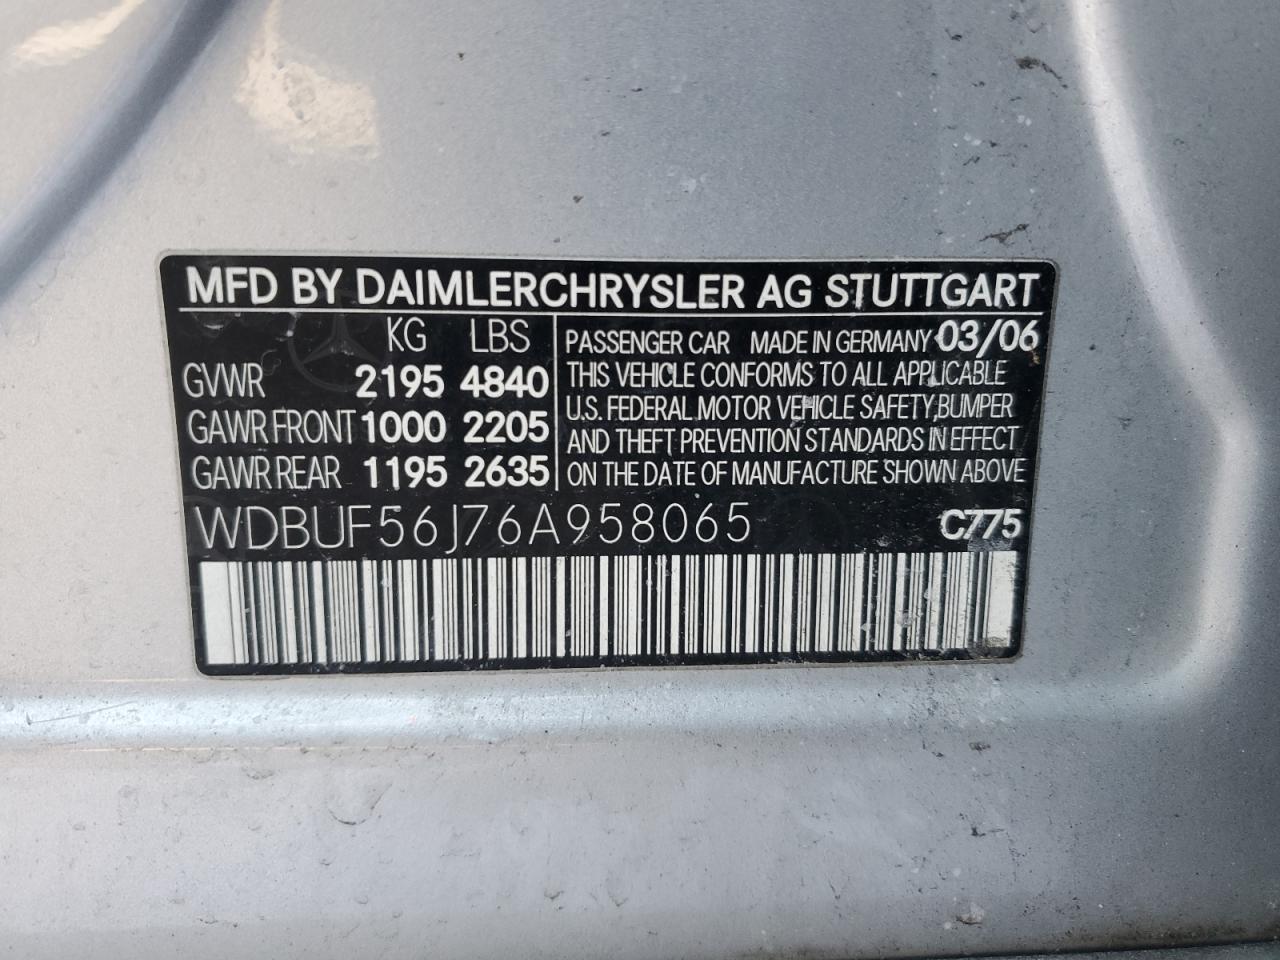 MFD BY DAIMLERCHRYSLER AG STUTTGART
KG LBS
GVWR 2195 4840
GAWR FRONT 1000 2205
GAWR REAR 1195 2635
PASSENGER CAR MADE IN GERMANY 03/06
THIS VEHICLE CONFORMS TO ALL APPLICABLE
U.S. FEDERAL MOTOR VEHICLE SAFETY, BUMPER
AND THEFT PREVENTION STANDARDS IN EFFECT
ON THE DATE OF MANUFACTURE SHOWN ABOVE
WDBUF56J76A958065 C775